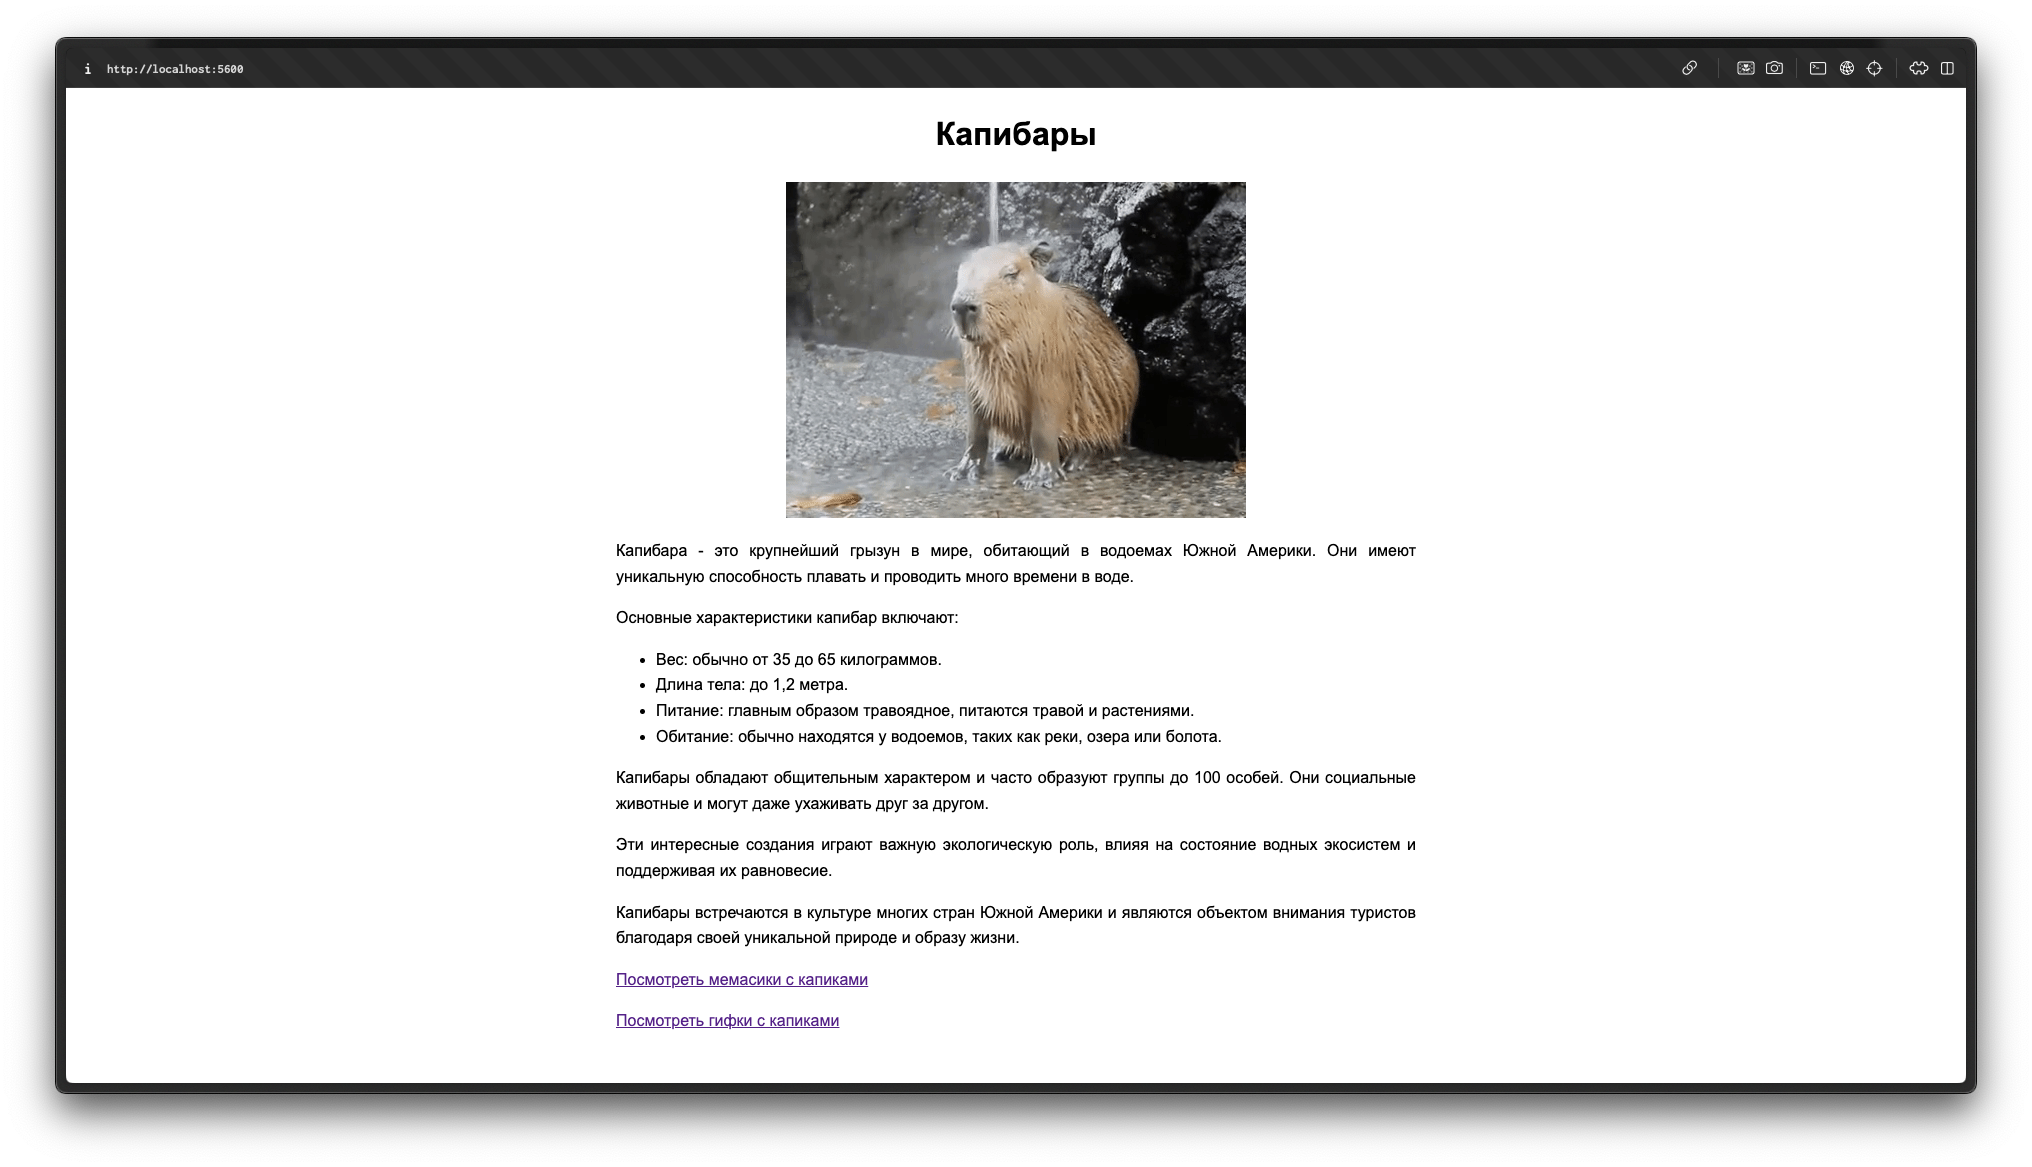 http://localhost:5600
Капибары
Капибара - это крупнейший грызун в мире, обитающий в водоемах Южной Америки. Они имеют
уникальную способность плавать и проводить много времени в воде.
Основные характеристики капибар включают:
• Вес: обычно от 35 до 65 килограммов.
• Длина тела: до 1,2 метра.
• Питание: главным образом травоядное, питаются травой и растениями.
• Обитание: обычно находятся у водоемов, таких как реки, озера или болота.
Капибары обладают общительным характером и часто образуют группы до 100 особей. Они социальные
животные и могут даже ухаживать друг за другом.
Эти интересные создания играют важную экологическую роль, влияя на состояние водных экосистем и
поддерживая их равновесие.
Капибары встречаются в культуре многих стран Южной Америки и являются объектом внимания туристов
благодаря своей уникальной природе и образу жизни.
Посмотреть мемасики с капиками
Посмотреть гифки с капиками